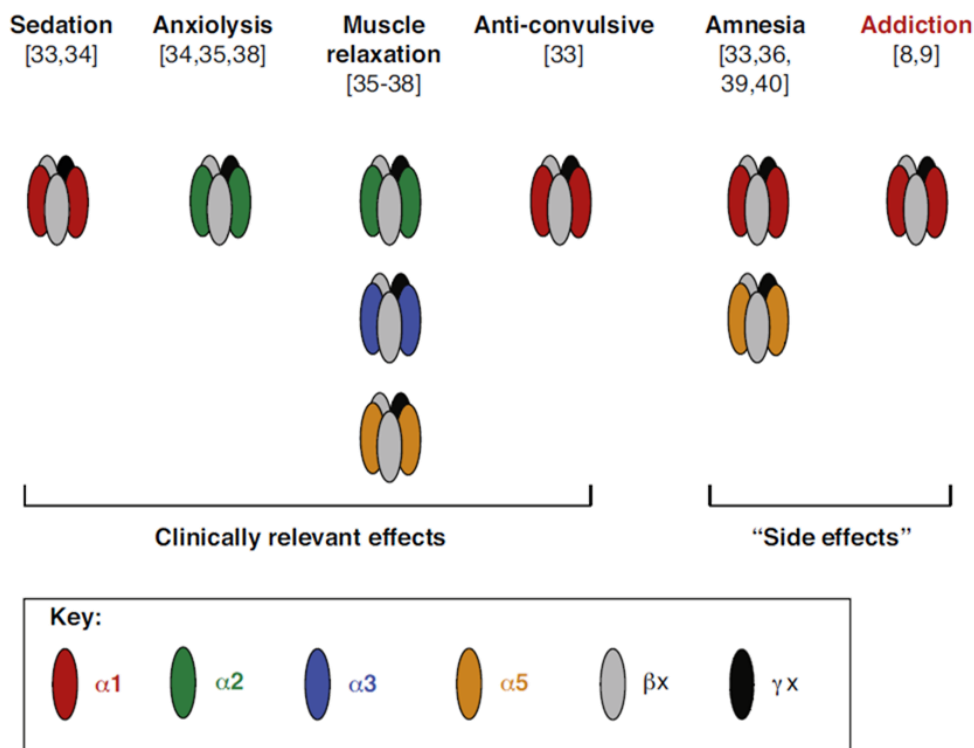 Sedation
[33,34]
Anxiolysis
[34,35,38]
Muscle
relaxation
[35-38]
Anti-convulsive
[33]
Amnesia
[33,36,
39,40]
Addiction
[8,9]
Clinically relevant effects
“Side effects”
Key:
α1
α2
α3
α5
βx
γx